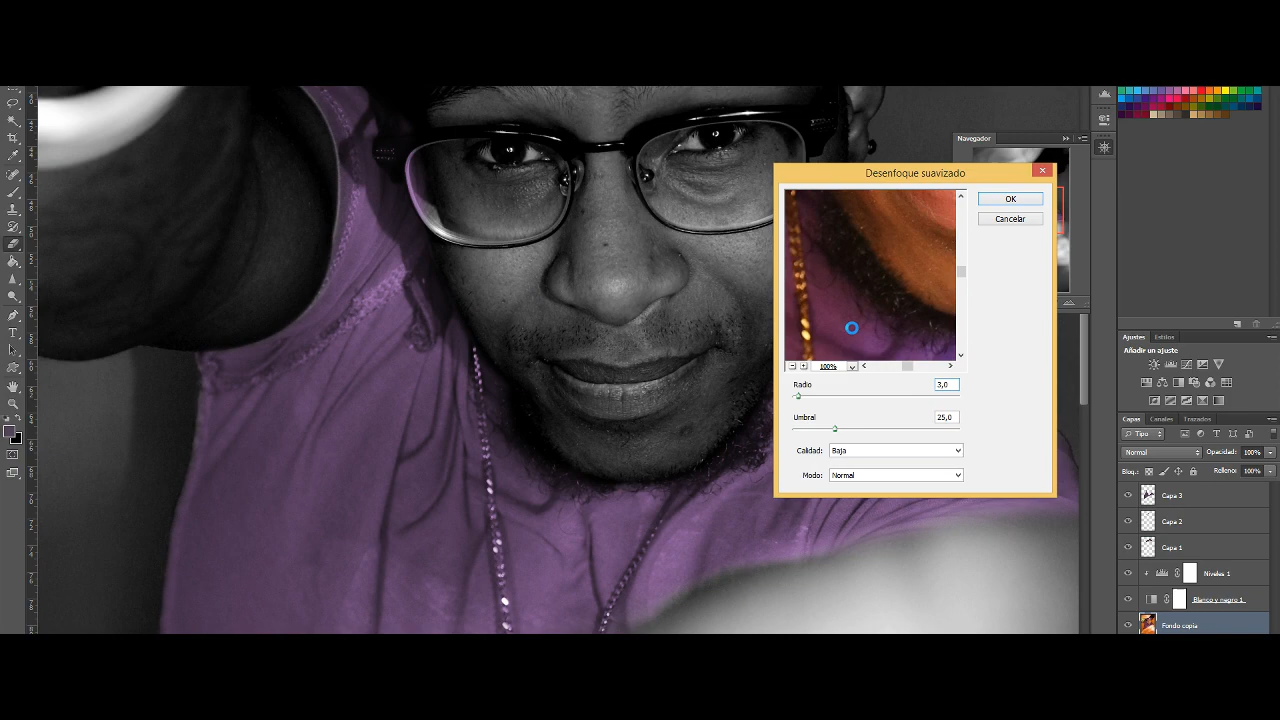 Navegador
Desenfoque suavizado
OK
Cancelar
100%
Radio
3,0
Umbral
25,0
Calidad:
Baja
Modo:
Normal
Ajustes
Estilos
Añadir un ajuste
Capas
Canales
Trazados
Tipo
Normal
Opacidad:
100%
Bloq.:
Relleno:
100%
Capa 3
Capa 2
Capa 1
Niveles 1
Blanco y negro 1
Fondo copia